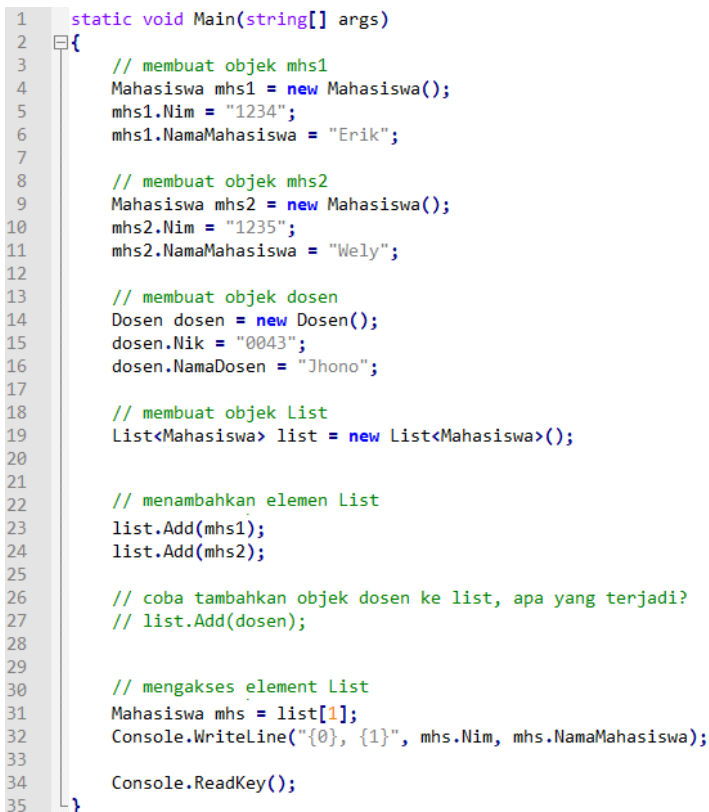 1 static void Main(string[] args)
2 {
3 // membuat objek mhs1
4 Mahasiswa mhs1 = new Mahasiswa();
5 mhs1.Nim = "1234";
6 mhs1.NamaMahasiswa = "Erik";
7
8 // membuat objek mhs2
9 Mahasiswa mhs2 = new Mahasiswa();
10 mhs2.Nim = "1235";
11 mhs2.NamaMahasiswa = "Wely";
12
13 // membuat objek dosen
14 Dosen dosen = new Dosen();
15 dosen.Nik = "0043";
16 dosen.NamaDosen = "Jhono";
17
18 // membuat objek List
19 List<Mahasiswa> list = new List<Mahasiswa>();
20
21
22 // menambahkan elemen List
23 list.Add(mhs1);
24 list.Add(mhs2);
25
26 // coba tambahkan objek dosen ke list, apa yang terjadi?
27 // list.Add(dosen);
28
29
30 // mengakses element List
31 Mahasiswa mhs = list[1];
32 Console.WriteLine("{0}, {1}", mhs.Nim, mhs.NamaMahasiswa);
33
34 Console.ReadKey();
35 }